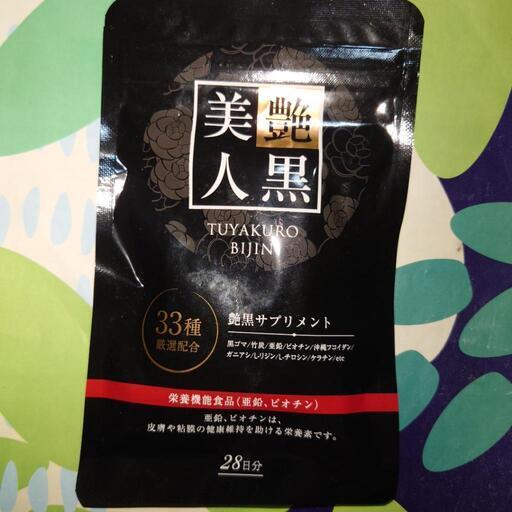 艶黒
美人
TUYAKURO
BIJIN
33種
厳選配合
艶黒サプリメント
黒ゴマ/竹炭/亜鉛/ビオチン/沖縄フコイダン/
ガニアシ/L-リジン/L-チロシン/ケラチン/etc
栄養機能食品(亜鉛、ビオチン)
亜鉛、ビオチンは、
皮膚や粘膜の健康維持を助ける栄養素です。
28日分